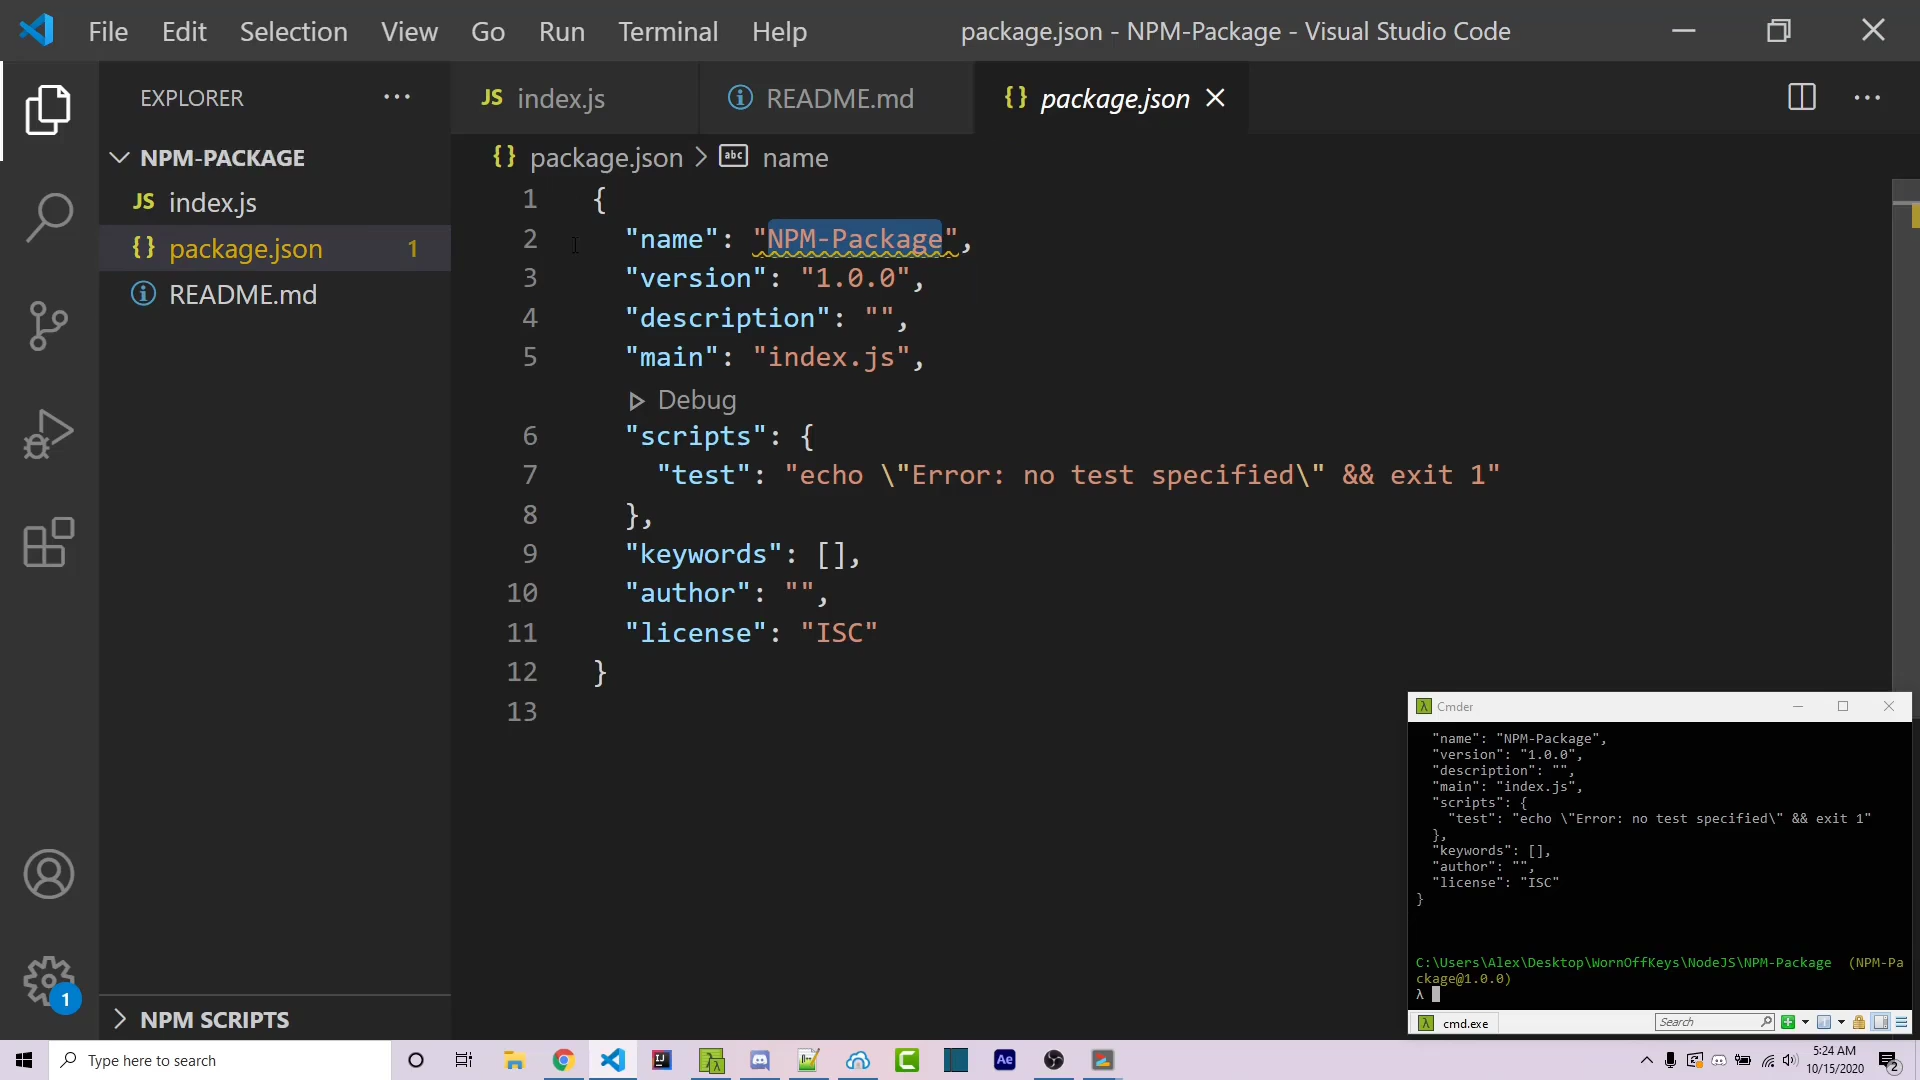 File Edit Selection View Go Run Terminal Help package.json - NPM-Package - Visual Studio Code
EXPLORER
index.js README.md package.json
NPM-PACKAGE
JS index.js
{} package.json 1
README.md
{} package.json > abc name
1 {
2 "name": "NPM-Package",
3 "version": "1.0.0",
4 "description": "",
5 "main": "index.js",
Debug
6 "scripts": {
7 "test": "echo \"Error: no test specified\" && exit 1"
8 },
9 "keywords": [],
10 "author": "",
11 "license": "ISC"
12 }
13
1
NPM SCRIPTS
Cmder
"name": "NPM-Package",
"version": "1.0.0",
"description": "",
"main": "index.js",
"scripts": {
"test": "echo \"Error: no test specified\" && exit 1"
},
"keywords": [],
"author": "",
"license": "ISC"
}
C:\Users\Alex\Desktop\WornOffKeys\NodeJS\NPM-Package (NPM-Pa
ckage@1.0.0)
λ
cmd.exe Search
Type here to search
Ae
5:24 AM
10/15/2020
2